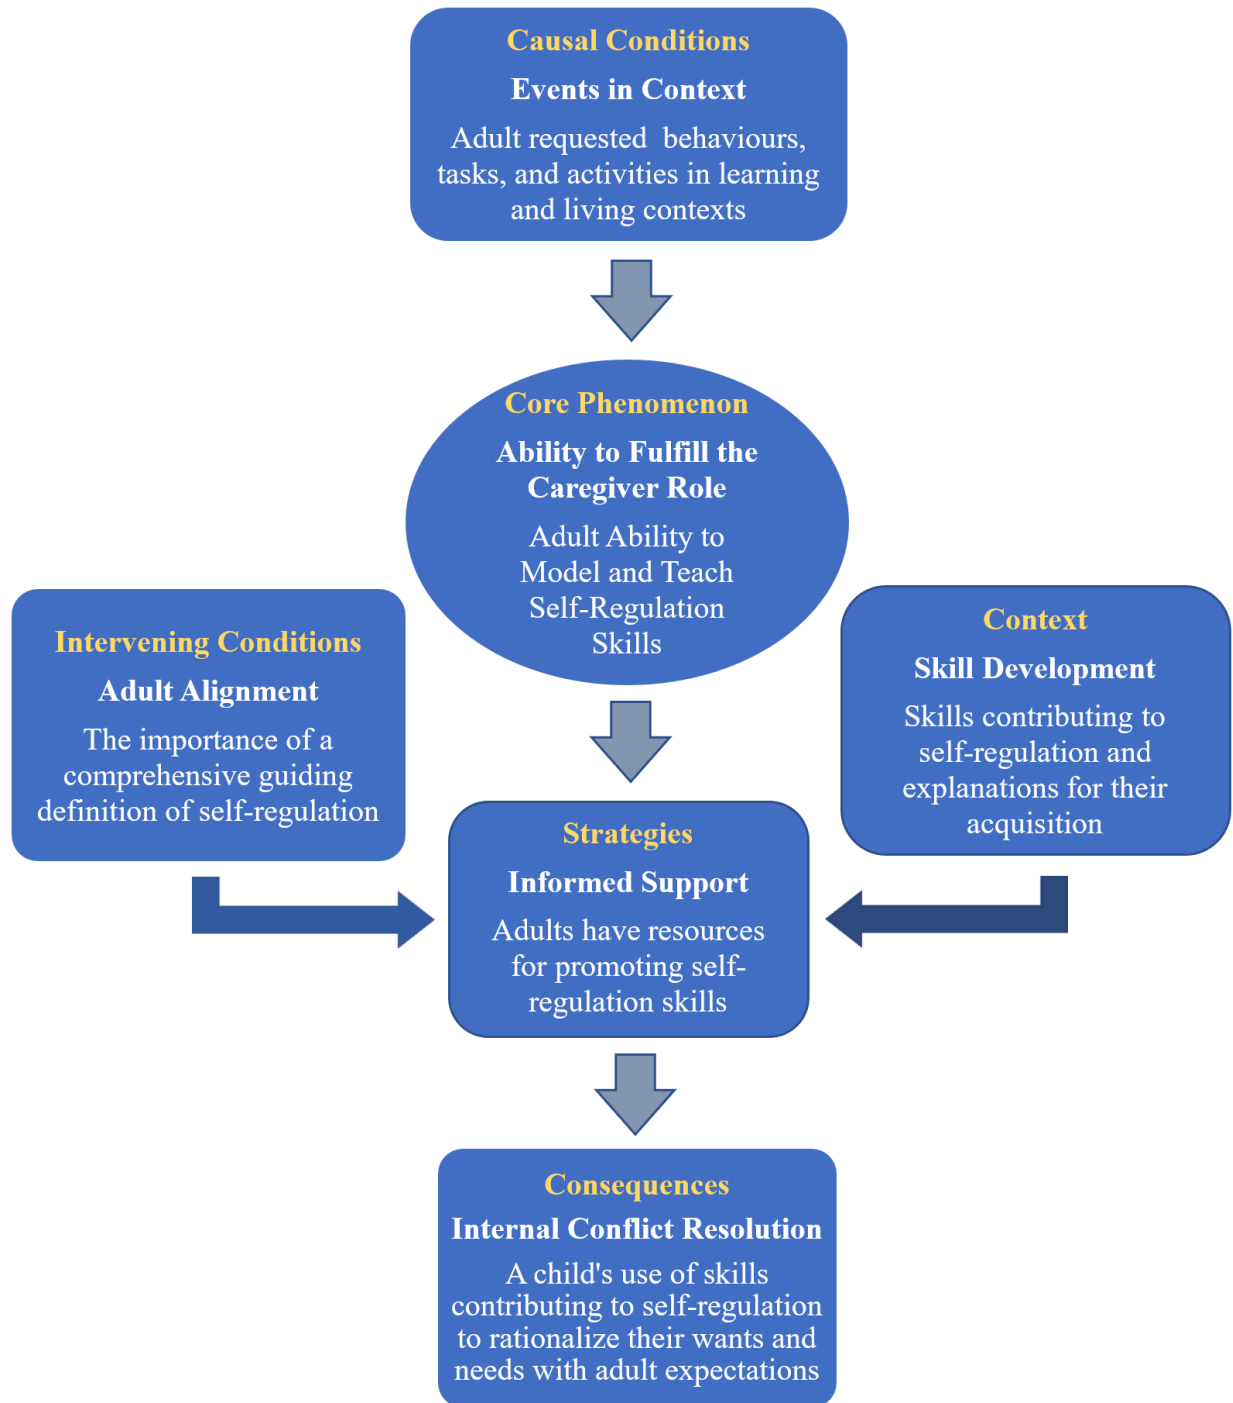 Causal Conditions
Events in Context
Adult requested  behaviours,
tasks, and activities in learning
and living contexts
Core Phenomenon
Ability to Fulfill the
Caregiver Role
Adult Ability to
Model and Teach
Self-Regulation
Skills
Intervening Conditions
Adult Alignment
The importance of a
comprehensive guiding
definition of self-regulation
Context
Skill Development
Skills contributing to
self-regulation and
explanations for their
acquisition
Strategies
Informed Support
Adults have resources
for promoting self-
regulation skills
Consequences
Internal Conflict Resolution
A child's use of skills
contributing to self-regulation
to rationalize their wants and
needs with adult expectations